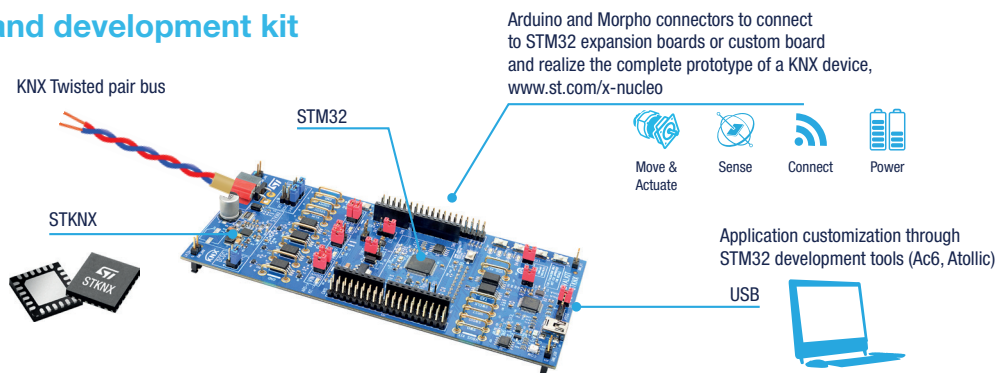 and development kit
Arduino and Morpho connectors to connect
to STM32 expansion boards or custom board
and realize the complete prototype of a KNX device,
www.st.com/x-nucleo
KNX Twisted pair bus
STM32
Move &
Actuate
Sense
Connect
Power
STKNX
STKNX
Application customization through
STM32 development tools (Ac6, Atollic)
USB